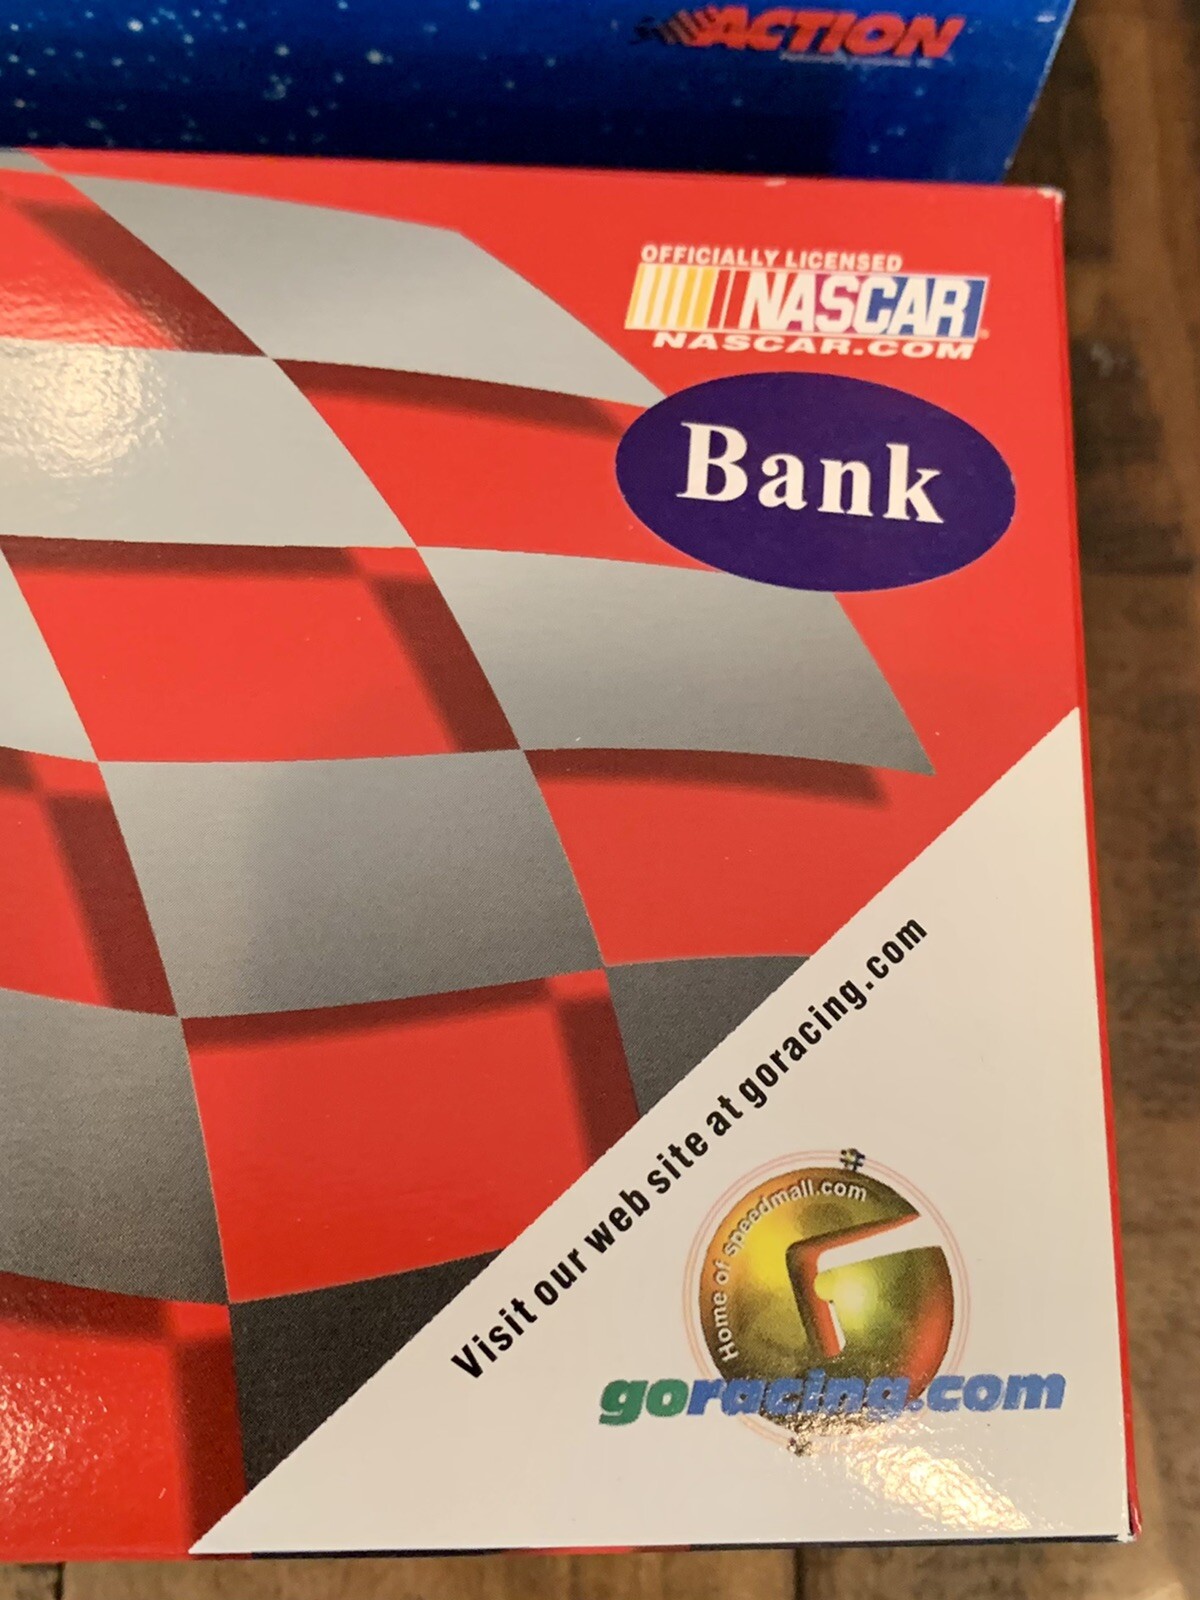 ACTION
OFFICIALLY LICENSED
NASCAR
NASCAR.COM
Bank
Visit our web site at goracing.com
Home of speedmall.com
goracing.com